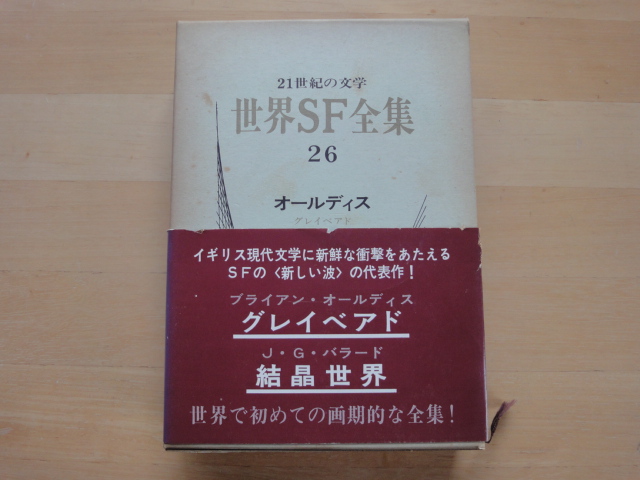 21世紀の文学
世界SF全集
26
オールディス
グレイベアド
イギリス現代文学に新鮮な衝撃をあたえる
SFの〈新しい波〉の代表作！
ブライアン・オールディス
グレイベアド
J・G・バラード
結晶世界
世界で初めての画期的な全集！